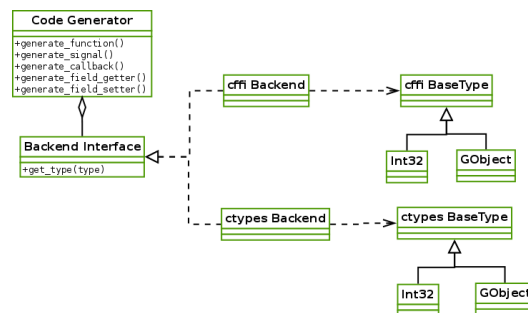 Code Generator
+generate_function()
+generate_signal()
+generate_callback()
+generate_field_getter()
+generate_field_setter()
Backend Interface
+get_type(type)
cffi Backend
cffi BaseType
Int32
GObject
ctypes Backend
ctypes BaseType
Int32
GObject